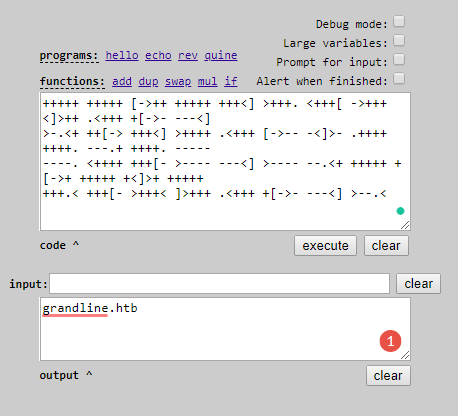 Debug mode:
Large variables:
programs: hello echo rev quine
Prompt for input:
functions: add dup swap mul if
Alert when finished:
+++++ +++++ [->++ +++++ +++<] >+++. <+++[ ->+++
<]>++ .<+++ +[->- ---<]
>-.<+ ++[-> +++<] >++++ .<+++ [->-- -<]>- .++++
++++. ---.+ ++++. -----
----. <++++ +++[- >---- ---<] >---- --.<+ +++++ +
[->+ +++++ +<]>+ +++++
+++.< +++[- >+++< ]>+++ .<+++ +[->- ---<] >--.<
code ^
execute clear
input:
clear
grandline.htb
1
output ^
clear